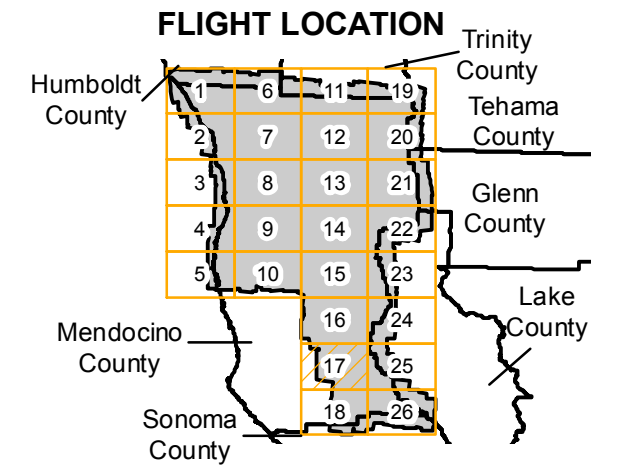 FLIGHT LOCATION
Trinity
County
Humboldt
County
1
6
11
19
Tehama
County
2
7
12
20
3
8
13
21
Glenn
County
4
9
14
22
5
10
15
23
Lake
County
16
24
Mendocino
County
17
25
18
26
Sonoma
County